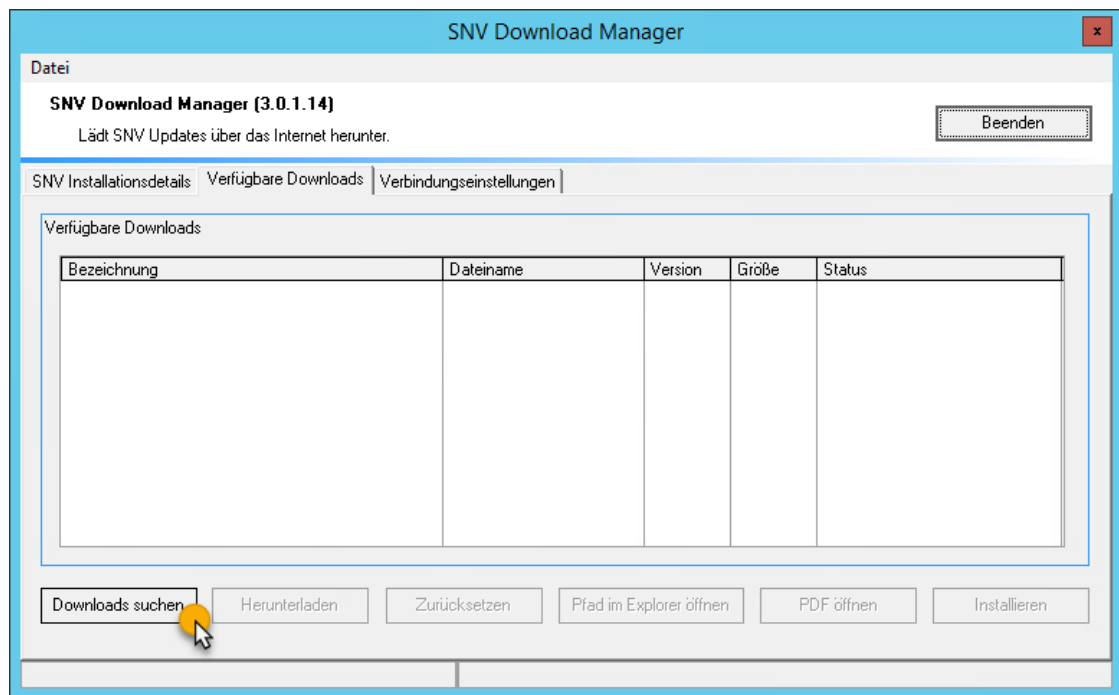 SNV Download Manager
x
Datei
SNV Download Manager (3.0.1.14)
Lädt SNV Updates über das Internet herunter.
Beenden
SNV Installationsdetails Verfügbare Downloads Verbindungseinstellungen
Verfügbare Downloads
Bezeichnung Dateiname Version Größe Status
Downloads suchen Herunterladen Zurücksetzen Pfad im Explorer öffnen PDF öffnen Installieren